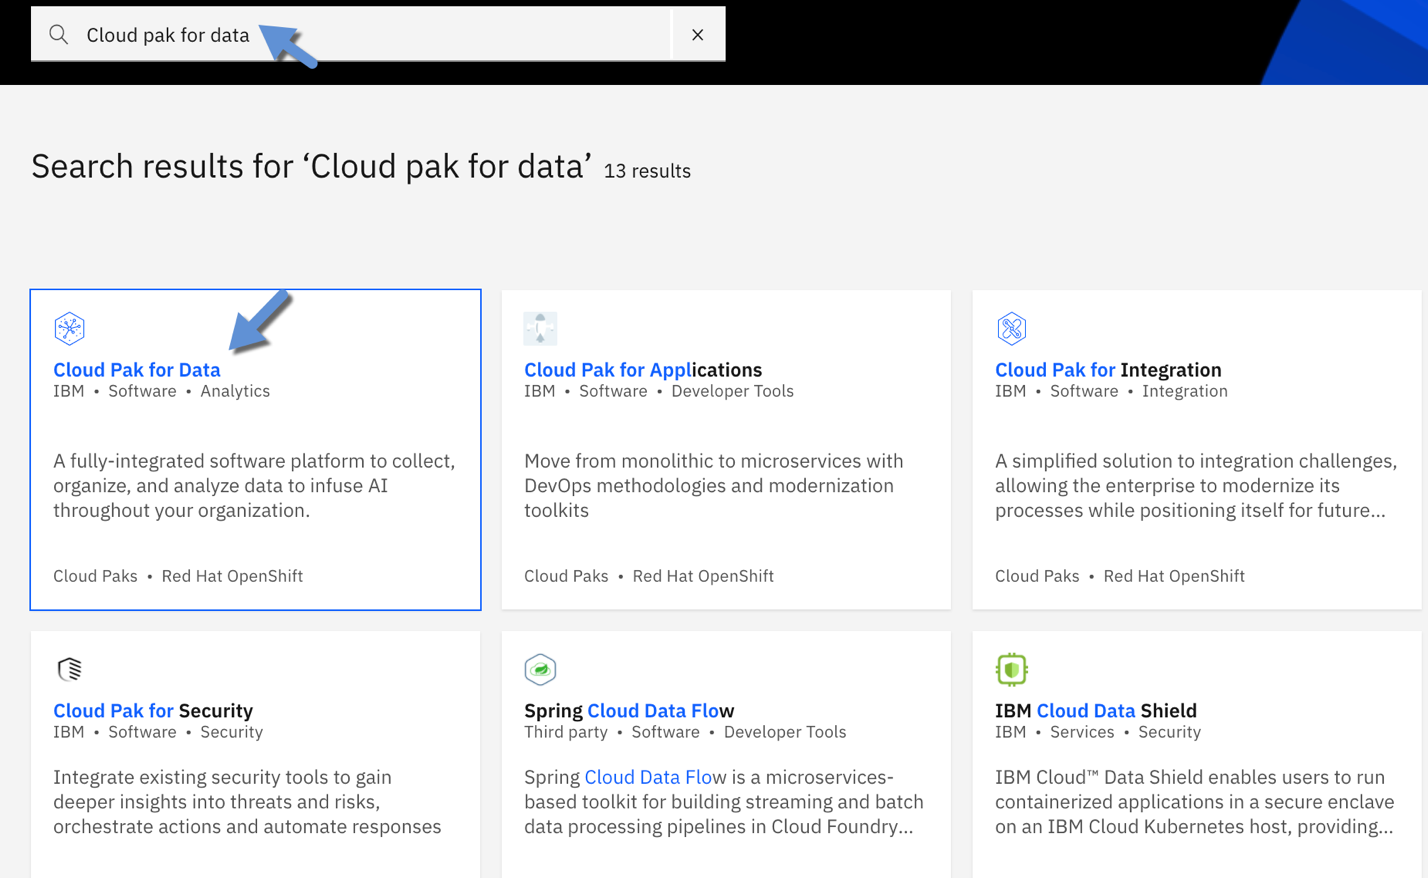 Cloud pak for data
Search results for ‘Cloud pak for data’ 13 results
Cloud Pak for Data
IBM • Software • Analytics
A fully-integrated software platform to collect,
organize, and analyze data to infuse AI
throughout your organization.
Cloud Paks • Red Hat OpenShift
Cloud Pak for Applications
IBM • Software • Developer Tools
Move from monolithic to microservices with
DevOps methodologies and modernization
toolkits
Cloud Paks • Red Hat OpenShift
Cloud Pak for Integration
IBM • Software • Integration
A simplified solution to integration challenges,
allowing the enterprise to modernize its
processes while positioning itself for future...
Cloud Paks • Red Hat OpenShift
Cloud Pak for Security
IBM • Software • Security
Integrate existing security tools to gain
deeper insights into threats and risks,
orchestrate actions and automate responses
Spring Cloud Data Flow
Third party • Software • Developer Tools
Spring Cloud Data Flow is a microservices-
based toolkit for building streaming and batch
data processing pipelines in Cloud Foundry...
IBM Cloud Data Shield
IBM • Services • Security
IBM Cloud™ Data Shield enables users to run
containerized applications in a secure enclave
on an IBM Cloud Kubernetes host, providing...